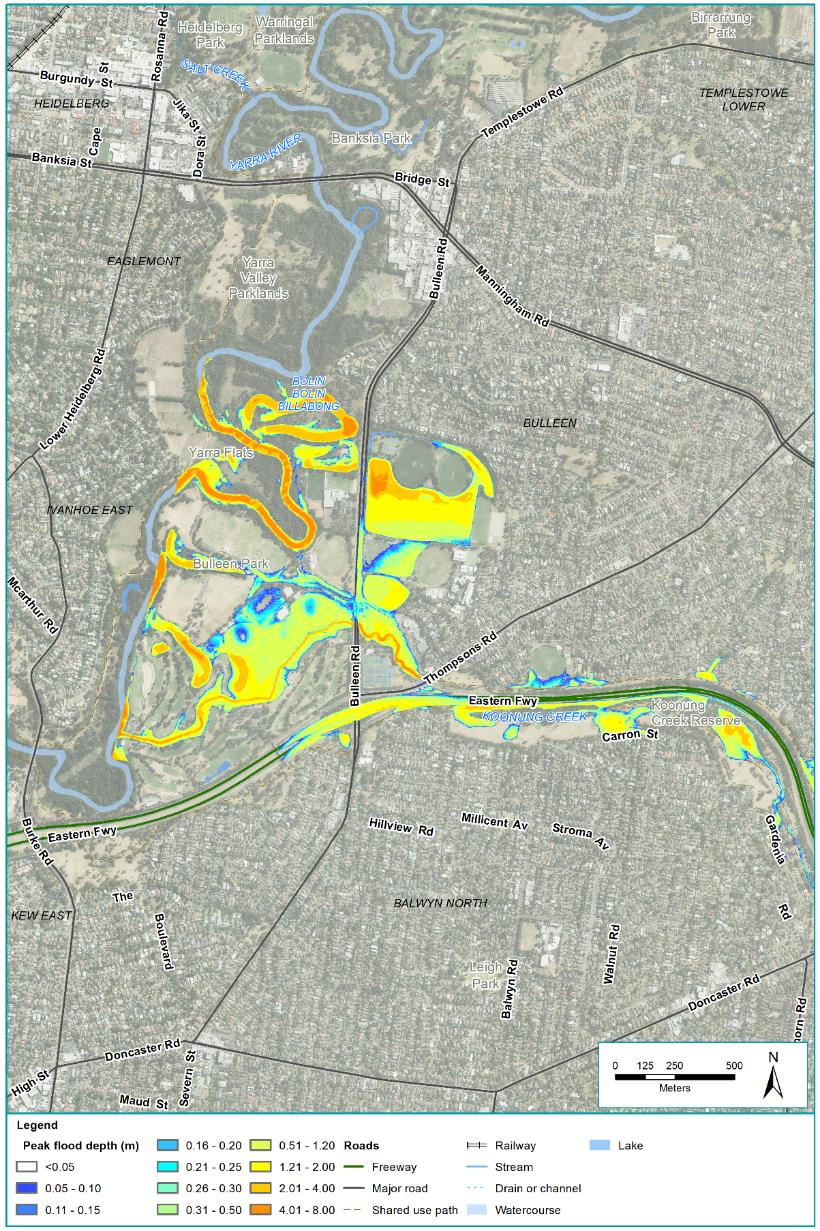 Heidelberg
Park
Warringal
Parklands
Birrarrung
Park
Rosanna-Rd
SALT CREEK
Burgundy St
St
HEIDELBERG
Jika-St
TEMPLESTOWE
LOWER
Templestowe Rd
Cape
Dora St
Banksia Park
YARRA RIVER
Banksia St
Bridge St
EAGLEMONT
Yarra
Valley
Parklands
Bulleen Rd
Manningham Rd
Lower Heidelberg Rd
BOLIN
BOLIN
BILLABONG
BULLEEN
Yarra Flats
IVANHOE EAST
Bulleen Park
Mcarthur Rd
Thompsons Rd
Bulleen Rd
Eastern Fwy
KOONUNG CREEK
Koonung
Creek Reserve
Carron St
Eastern Fwy
Burke Rd
Hillview Rd
Millicent Av
Stroma Av
Gardenia
Rd
The
Boulevard
KEW EAST
BALWYN NORTH
Walnut Rd
Leigh
Park
Balwyn Rd
Doncaster Rd
horn-Rd
Doncaster Rd
High St
Severn St
Maud St
0 125 250 500
Meters
N
Legend
Peak flood depth (m)
<0.05
0.05 - 0.10
0.11 - 0.15
0.16 - 0.20
0.21 - 0.25
0.26 - 0.30
0.31 - 0.50
0.51 - 1.20
1.21 - 2.00
2.01 - 4.00
4.01 - 8.00
Roads
Freeway
Major road
Shared use path
Railway
Stream
Drain or channel
Watercourse
Lake